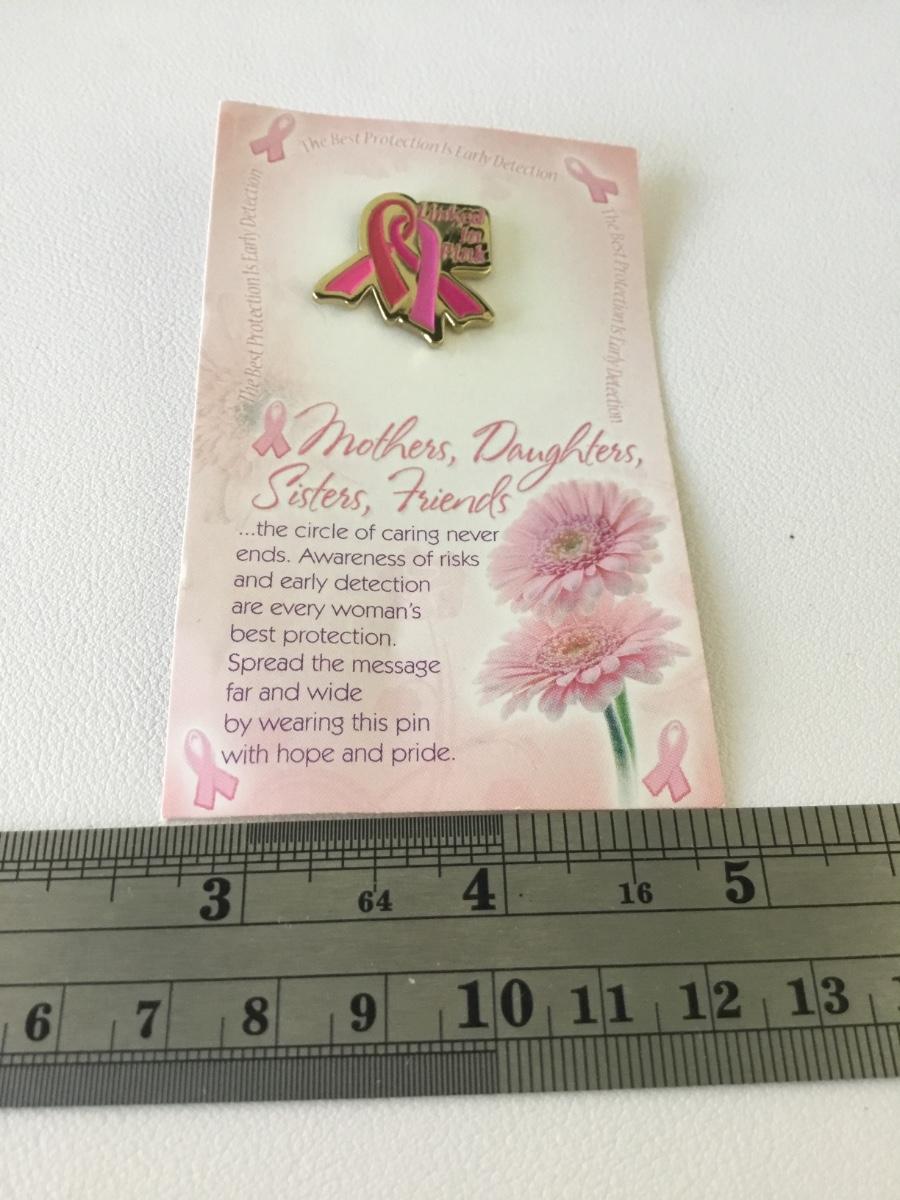 The Best Protection Is Early Detection
The Best Protection Is Early Detection
The Best Protection Is Early Detection
Linked
In
Pink
Mothers, Daughters,
Sisters, Friends
...the circle of caring never
ends. Awareness of risks
and early detection
are every woman's
best protection.
Spread the message
far and wide
by wearing this pin
with hope and pride.
3 64 4 16 5
6 7 8 9 10 11 12 13